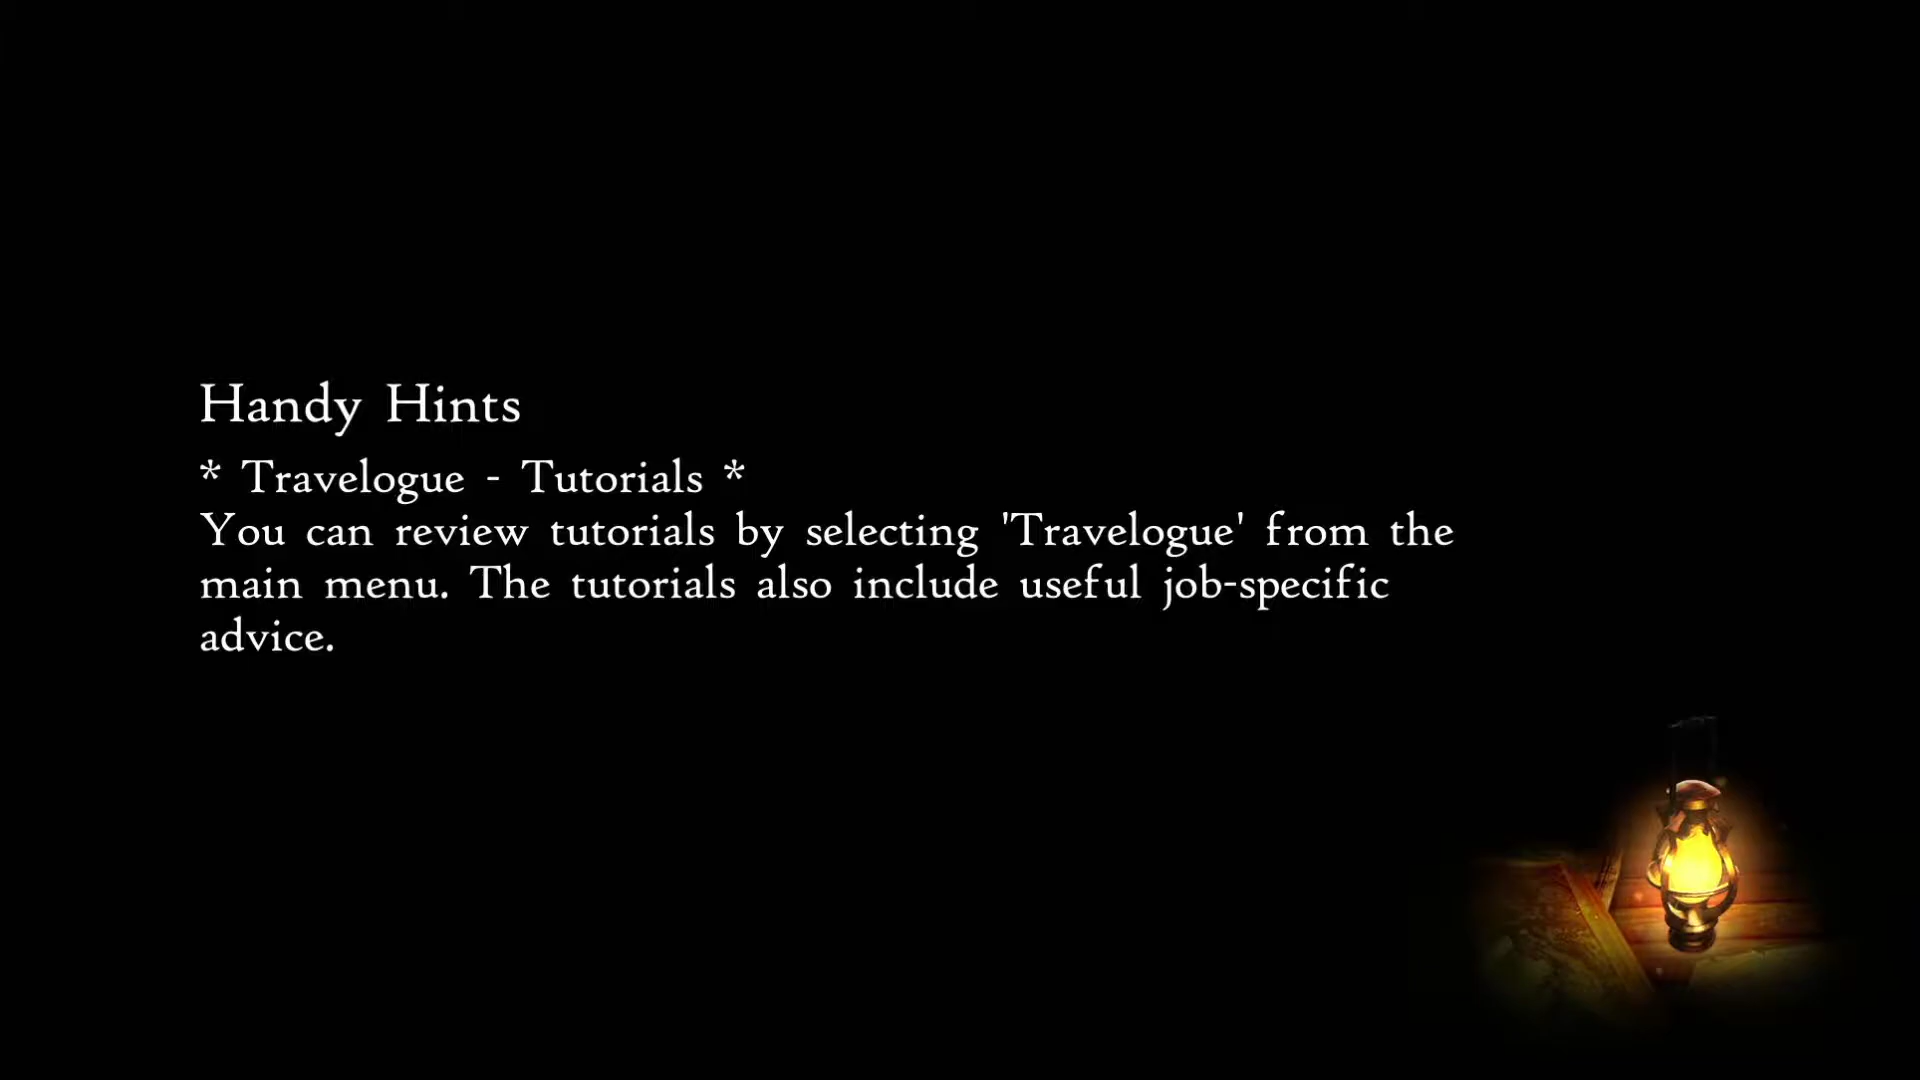 Handy Hints
* Travelogue - Tutorials *
You can review tutorials by selecting 'Travelogue' from the
main menu. The tutorials also include useful job-specific
advice.